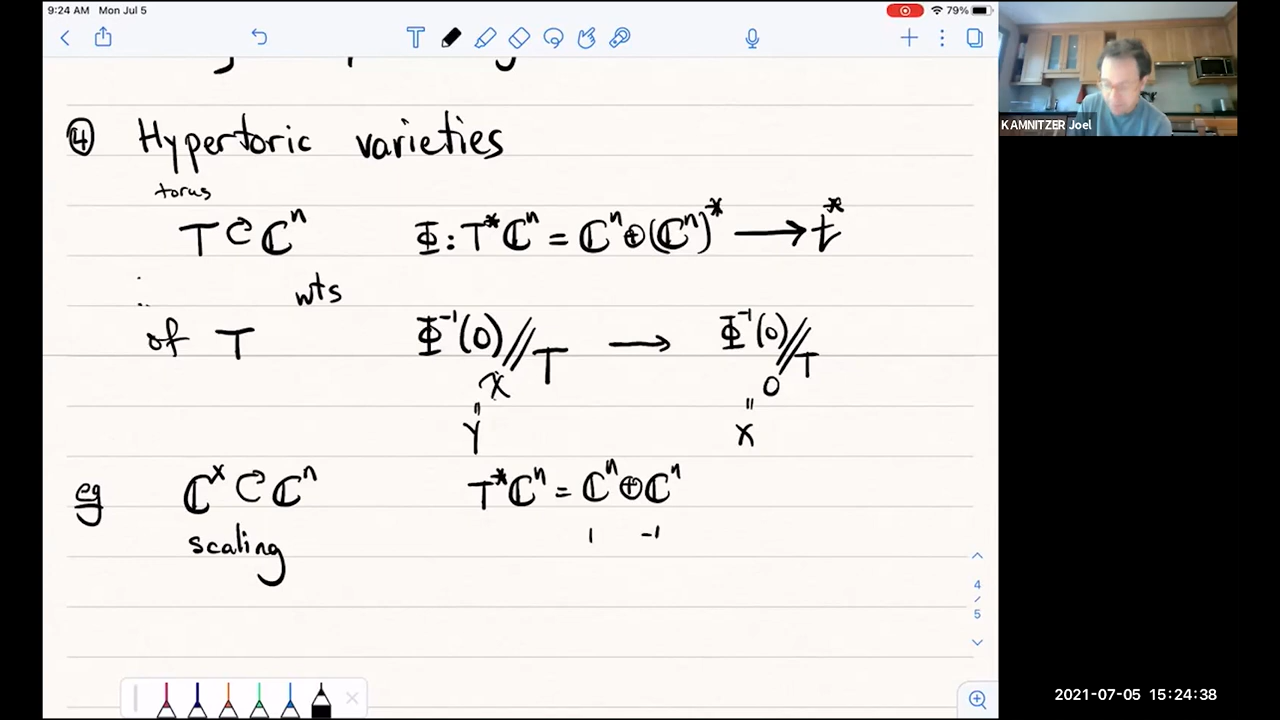 9:24 AM Mon Jul 5
79%
④ Hypertoric varieties
torus
T ⊂ ℂⁿ Φ : T*ℂⁿ = ℂⁿ ⊕ (ℂⁿ)* ⟶ t*
wts
of T Φ⁻¹(0) //_χ T ⟶ Φ⁻¹(0) //_0 T
" "
Y X
eg ℂˣ ⊂ ℂⁿ T*ℂⁿ = ℂⁿ ⊕ ℂⁿ
scaling 1 -1
4
/
5
KAMNITZER Joel
2021-07-05 15:24:38